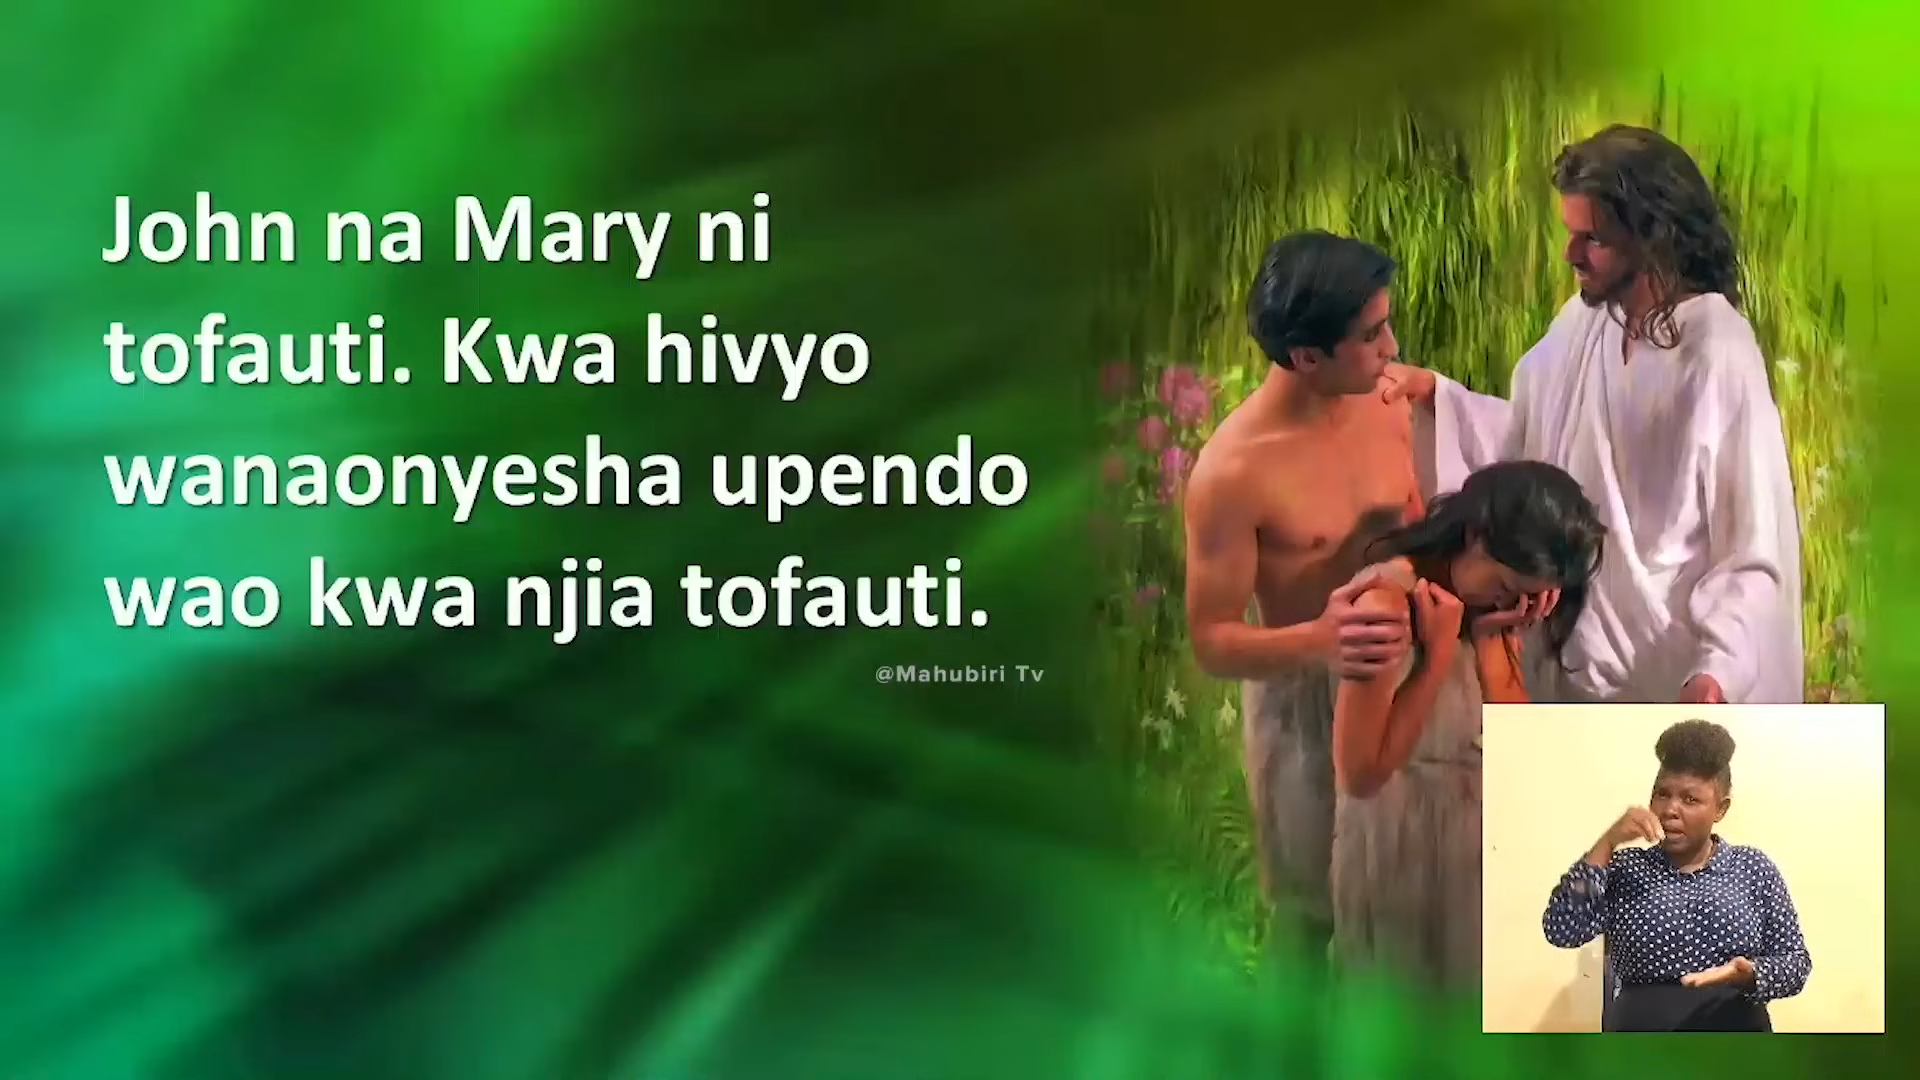 John na Mary ni
tofauti. Kwa hivyo
wanaonyesha upendo
wao kwa njia tofauti.
@Mahubiri Tv